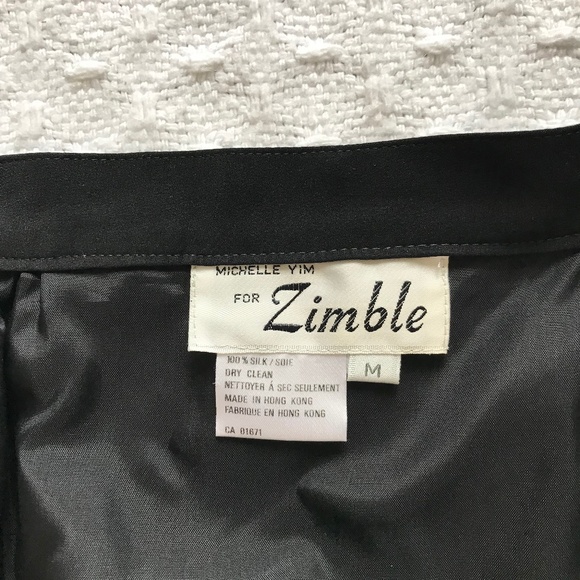 MICHELLE YIM
FOR Zimble
100% SILK/SOIE
DRY CLEAN
NETTOYER À SEC SEULEMENT
MADE IN HONG KONG
FABRIQUE EN HONG KONG
CA 01671
M